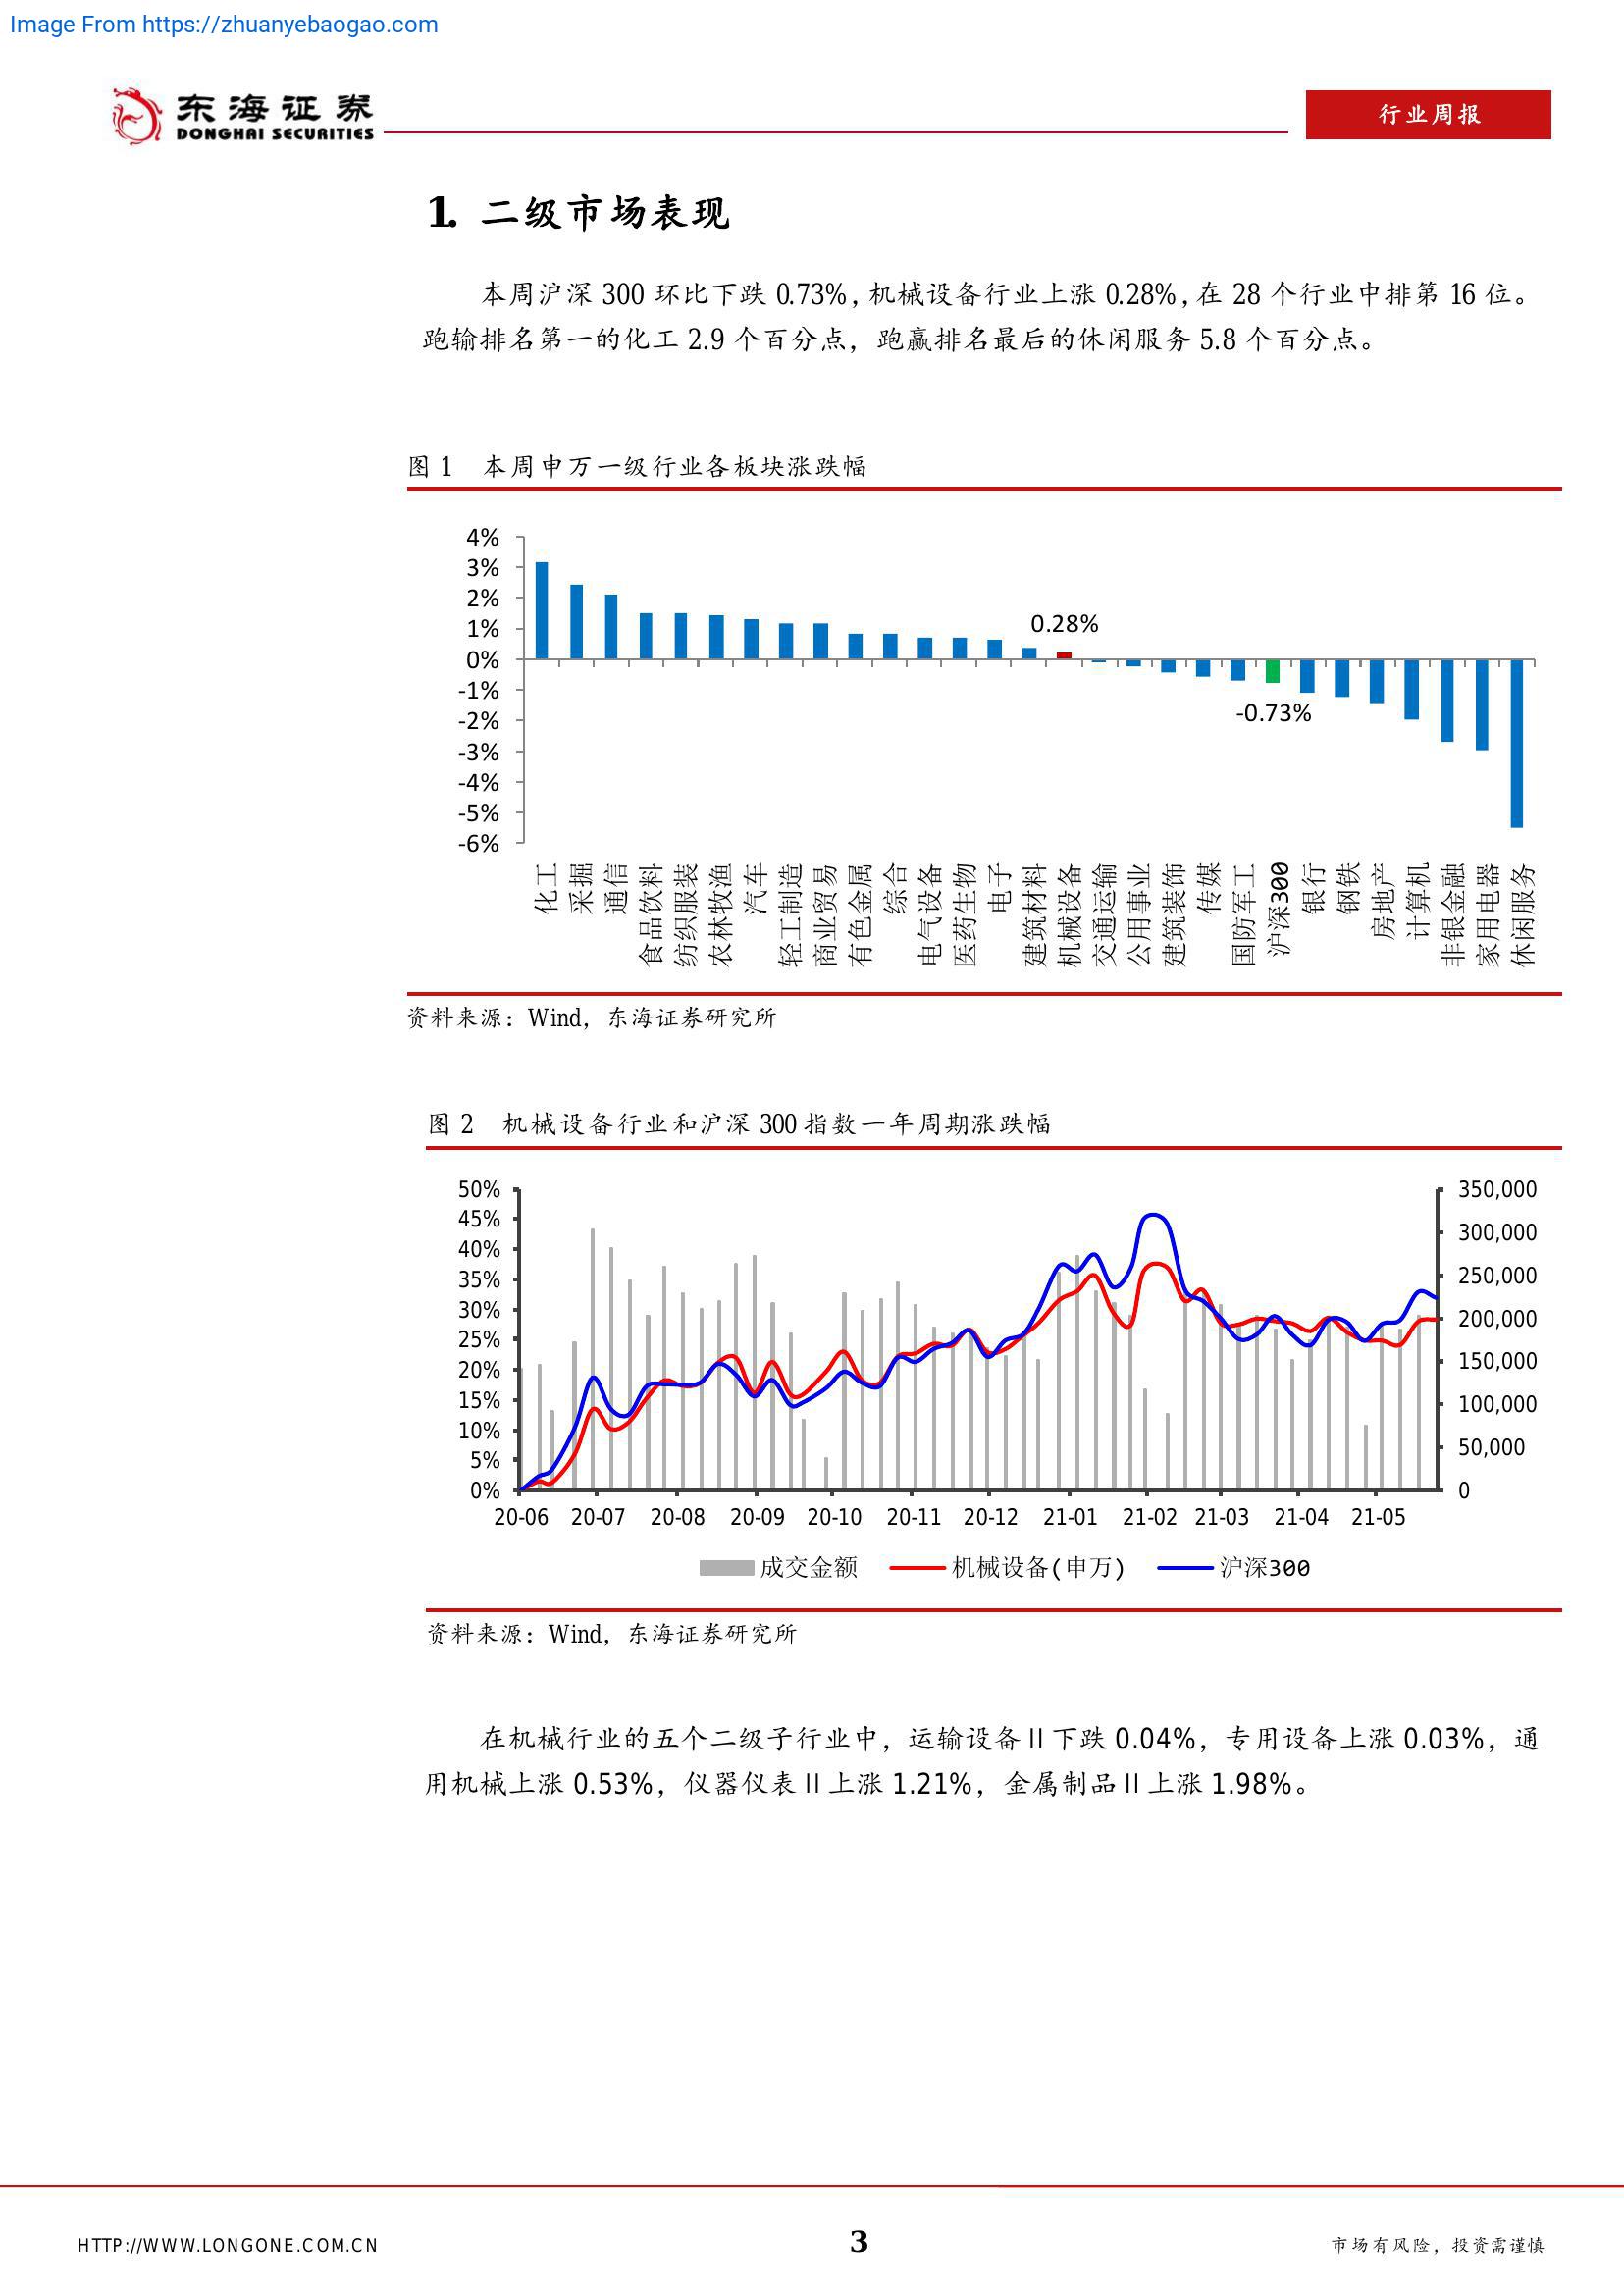 Image From https://zhuanyebaogao.com
东海证券
DONGHAI SECURITIES
行业周报
1. 二级市场表现
本周沪深 300 环比下跌 0.73%，机械设备行业上涨 0.28%，在 28 个行业中排第 16 位。
跑输排名第一的化工 2.9 个百分点，跑赢排名最后的休闲服务 5.8 个百分点。
图 1 本周申万一级行业各板块涨跌幅
4%
3%
2%
1%
0%
-1%
-2%
-3%
-4%
-5%
-6%
0.28%
-0.73%
化工
采掘
通信
食品饮料
纺织服装
农林牧渔
汽车
轻工制造
商业贸易
有色金属
综合
电气设备
医药生物
电子
建筑材料
机械设备
交通运输
公用事业
建筑装饰
传媒
国防军工
沪深300
银行
钢铁
房地产
计算机
非银金融
家用电器
休闲服务
资料来源：Wind，东海证券研究所
图 2 机械设备行业和沪深 300 指数一年周期涨跌幅
50%
45%
40%
35%
30%
25%
20%
15%
10%
5%
0%
350,000
300,000
250,000
200,000
150,000
100,000
50,000
0
20-06 20-07 20-08 20-09 20-10 20-11 20-12 21-01 21-02 21-03 21-04 21-05
成交金额 机械设备(申万) 沪深300
资料来源：Wind，东海证券研究所
在机械行业的五个二级子行业中，运输设备Ⅱ下跌 0.04%，专用设备上涨 0.03%，通
用机械上涨 0.53%，仪器仪表Ⅱ上涨 1.21%，金属制品Ⅱ上涨 1.98%。
HTTP://WWW.LONGONE.COM.CN
3
市场有风险，投资需谨慎